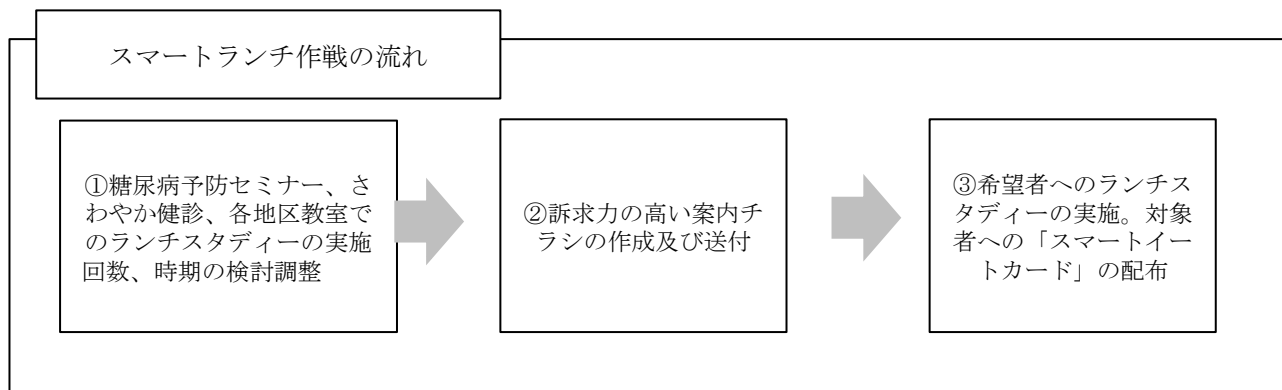 スマートランチ作戦の流れ
①糖尿病予防セミナー、さ
わやか健診、各地区教室で
のランチスタディーの実施
回数、時期の検討調整
②訴求力の高い案内チ
ラシの作成及び送付
③希望者へのランチス
タディーの実施。対象
者への「スマートイー
トカード」の配布